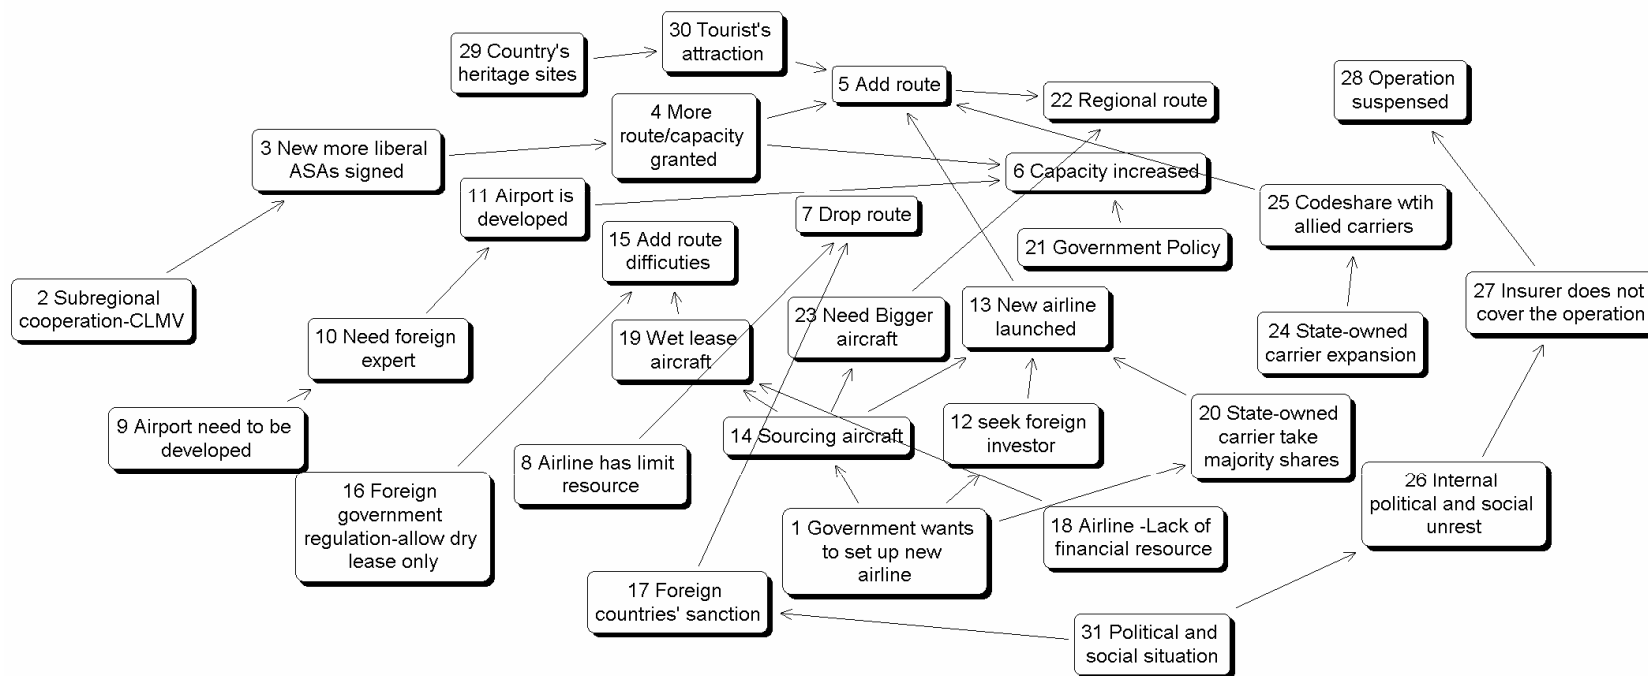 30 Tourist's
attraction
29 Country's
heritage sites
5 Add route
28 Operation
suspensed
22 Regional route
4 More
route/capacity
granted
3 New more liberal
ASAs signed
6 Capacity increased
11 Airport is
developed
25 Codeshare wtih
allied carriers
7 Drop route
15 Add route
difficuties
21 Government Policy
2 Subregional
cooperation-CLMV
27 Insurer does not
cover the operation
13 New airline
launched
23 Need Bigger
aircraft
24 State-owned
carrier expansion
10 Need foreign
expert
19 Wet lease
aircraft
20 State-owned
carrier take
majority shares
12 seek foreign
investor
9 Airport need to be
developed
14 Sourcing aircraft
8 Airline has limit
resource
26 Internal
political and social
unrest
16 Foreign
government
regulation-allow dry
lease only
1 Government wants
to set up new
airline
18 Airline -Lack of
financial resource
17 Foreign
countries' sanction
31 Political and
social situation